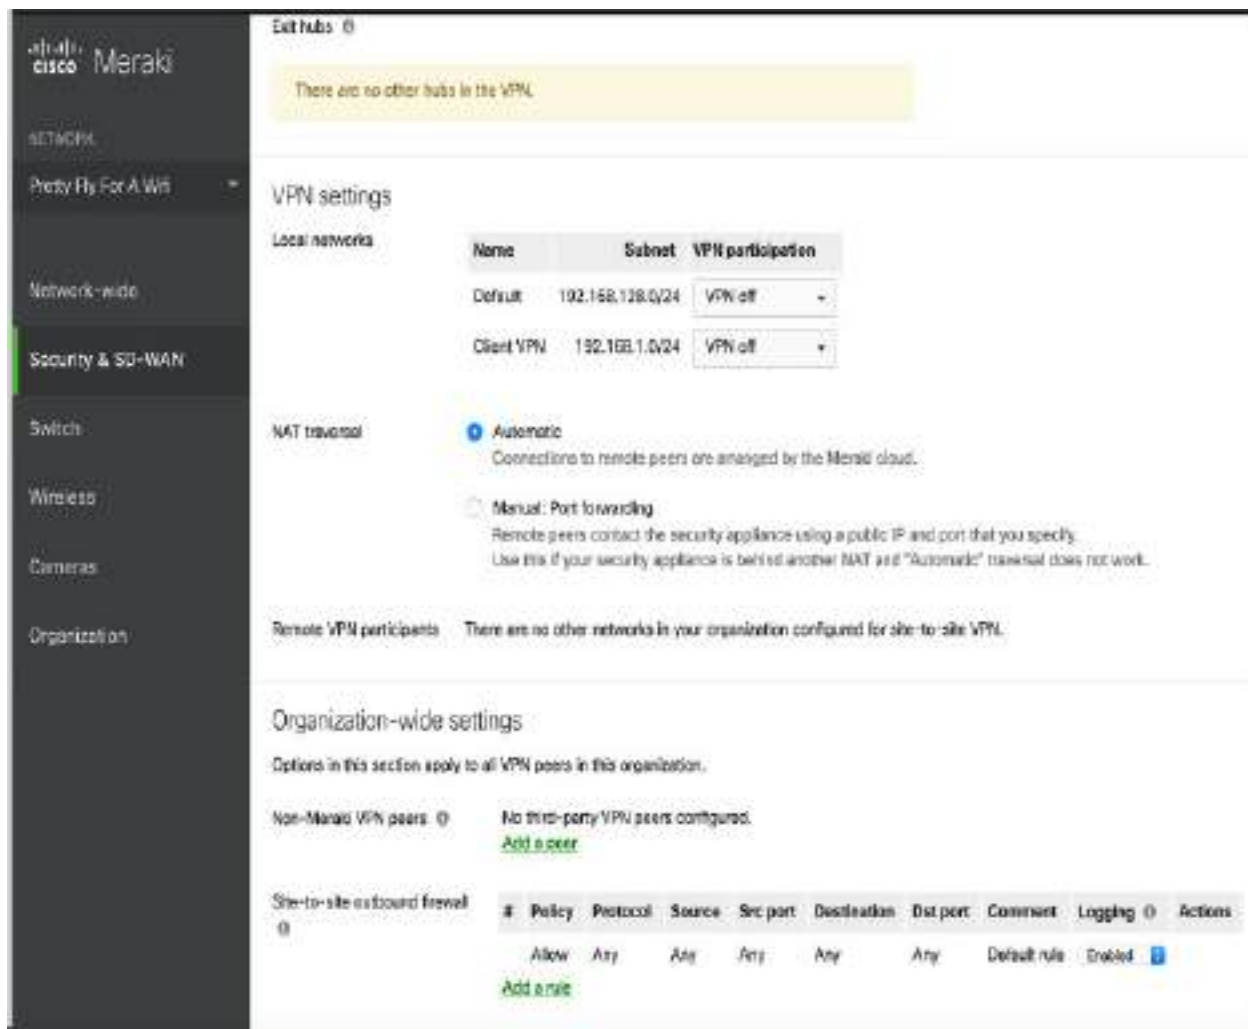 Exit hubs
cisco Meraki
There are no other hubs in the VPN.
NETWORK
Pretty Fly For A Wifi
VPN settings
Local networks
Name Subnet VPN participation
Default 192.168.128.0/24 VPN off
Client VPN 192.168.1.0/24 VPN off
Network-wide
Security & SD-WAN
Switch
Wireless
Cameras
Organization
NAT traversal
Automatic
Connections to remote peers are arranged by the Meraki cloud.
Manual: Port forwarding
Remote peers contact the security appliance using a public IP and port that you specify.
Use this if your security appliance is behind another NAT and "Automatic" traversal does not work.
Remote VPN participants There are no other networks in your organization configured for site-to-site VPN.
Organization-wide settings
Options in this section apply to all VPN peers in this organization.
Non-Meraki VPN peers No third-party VPN peers configured.
Add a peer
Site-to-site outbound firewall
# Policy Protocol Source Src port Destination Dst port Comment Logging Actions
Allow Any Any Any Any Any Default rule Enabled
Add a rule